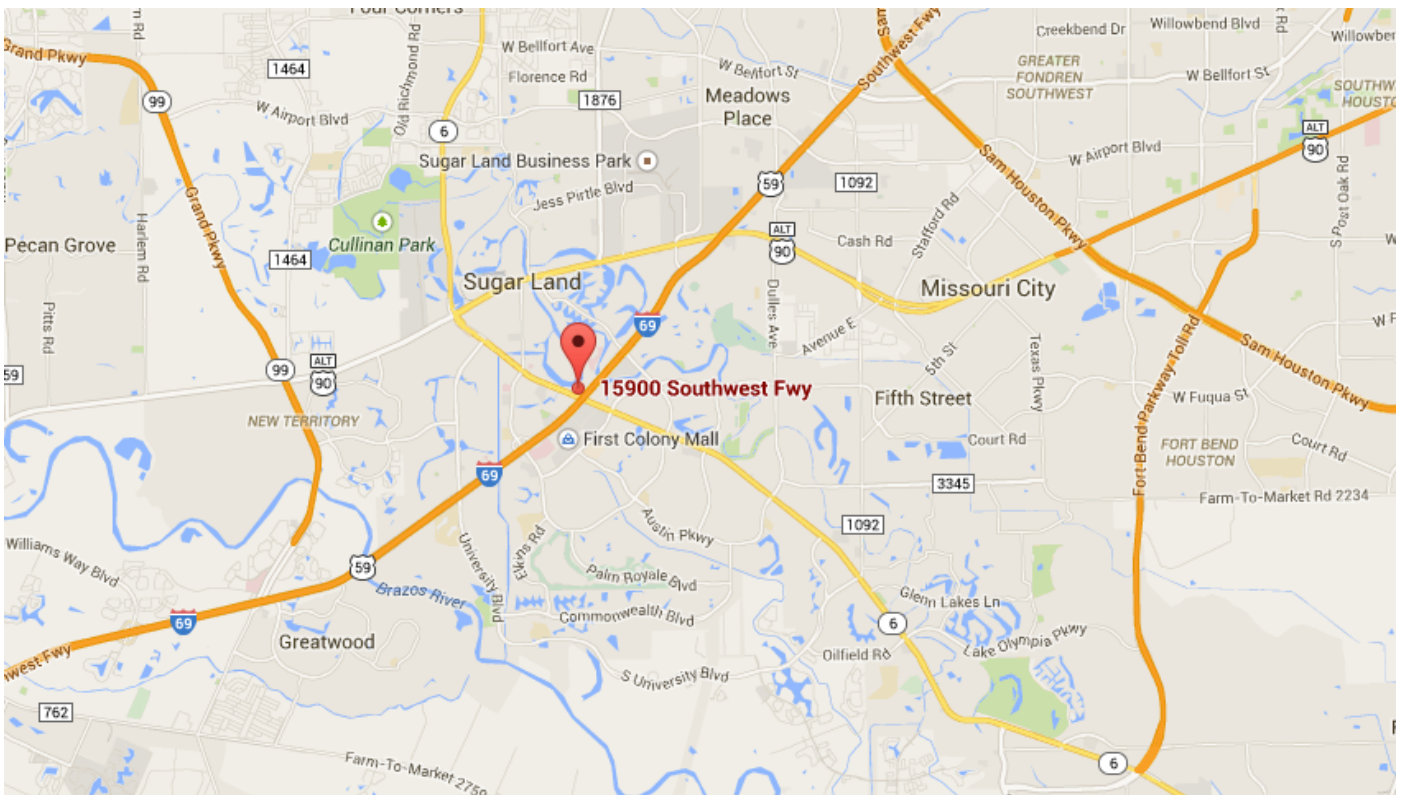 Four Corners
W Bellfort Ave
Creekbend Dr
Willowbend Blvd
Grand Pkwy
1464
Old Richmond Rd
Florence Rd
W Bellfort St
Southwest Fwy
GREATER
FONDREN
SOUTHWEST
W Bellfort St
99
W Airport Blvd
1876
Meadows
Place
SOUTHW
HOUSTO
6
Sugar Land Business Park
ALT
90
W Airport Blvd
Sam Houston Pkwy
59
1092
Jess Pirtle Blvd
Stafford Rd
S Post Oak Rd
Grand Pkwy
Harlem Rd
Pecan Grove
Cullinan Park
ALT
90
Cash Rd
1464
Sugar Land
Missouri City
Pitts Rd
69
Dulles Ave
Avenue E
5th St
Texas Pkwy
Fort Bend Parkway Toll Rd
Sam Houston Pkwy
59
99
ALT
90
15900 Southwest Fwy
Fifth Street
W Fuqua St
NEW TERRITORY
First Colony Mall
Court Rd
FORT BEND
HOUSTON
Court Rd
69
3345
Farm-To-Market Rd 2234
1092
Austin Pkwy
Williams Way Blvd
University Blvd
Elkins Rd
59
Brazos River
Palm Royale Blvd
Commonwealth Blvd
Glenn Lakes Ln
69
6
Greatwood
Lake Olympia Pkwy
Oilfield Rd
hwest Fwy
S University Blvd
762
Farm-To-Market 2759
6